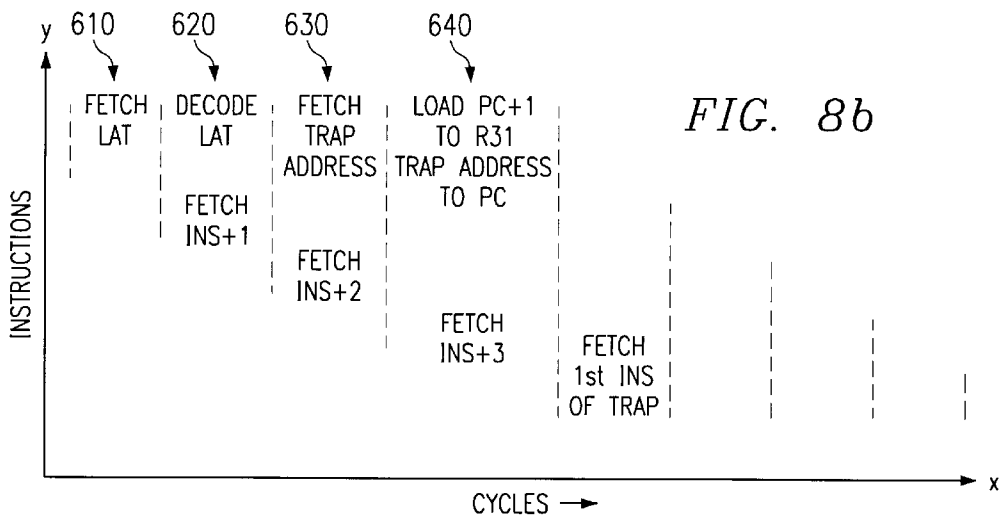 y
610
620
630
640
FETCH
LAT
DECODE
LAT
FETCH
TRAP
ADDRESS
LOAD PC+1
TO R31
TRAP ADDRESS
TO PC
FIG. 8b
FETCH
INS+1
FETCH
INS+2
FETCH
INS+3
FETCH
1st INS
OF TRAP
INSTRUCTIONS
CYCLES
x